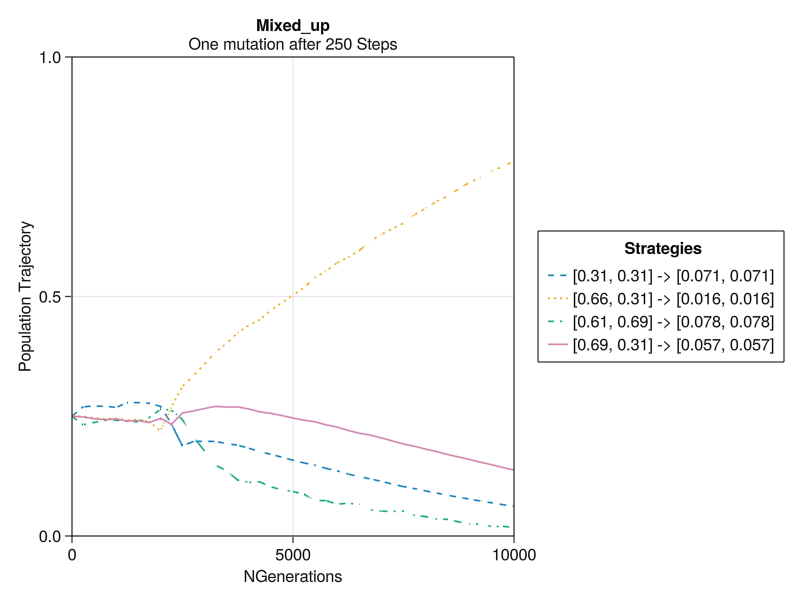 Mixed_up
One mutation after 250 Steps
1.0
0.5
0.0
Population Trajectory
0
5000
10000
NGenerations
Strategies
[0.31, 0.31] -> [0.071, 0.071]
[0.66, 0.31] -> [0.016, 0.016]
[0.61, 0.69] -> [0.078, 0.078]
[0.69, 0.31] -> [0.057, 0.057]